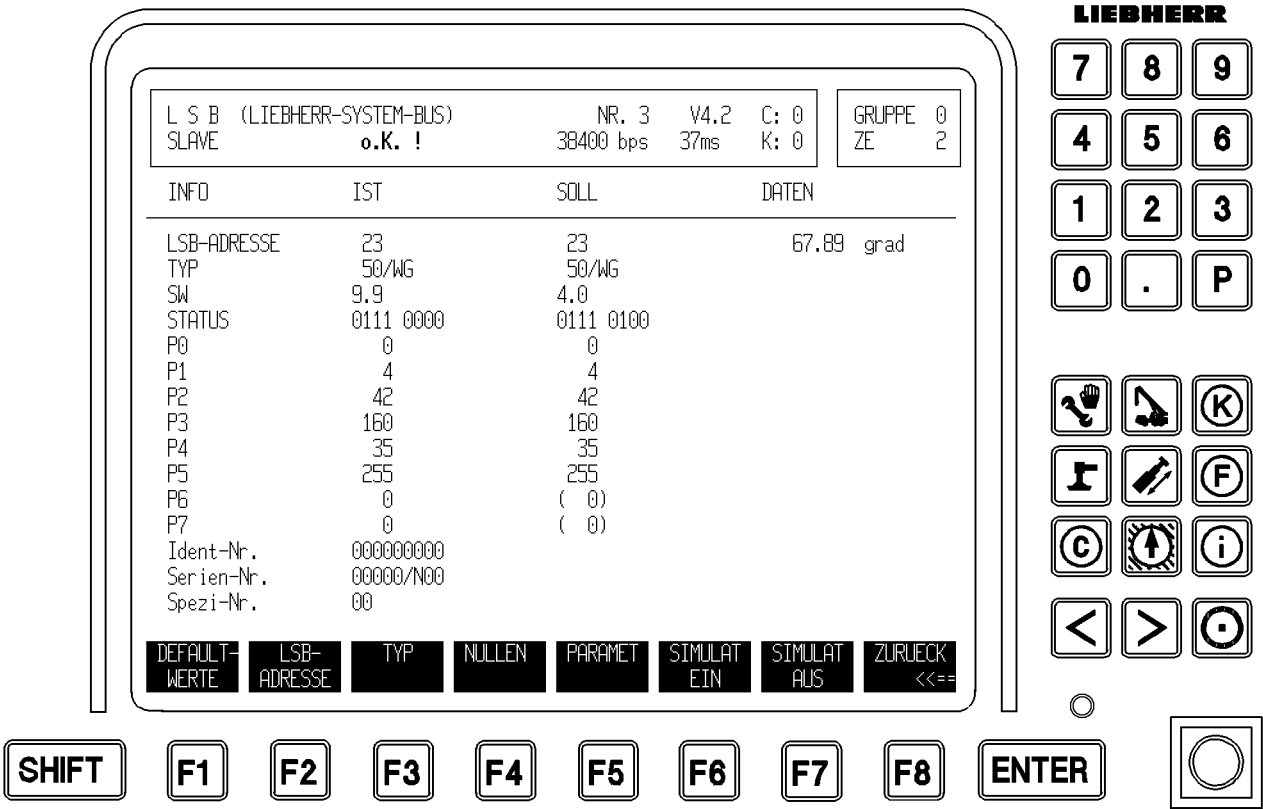 LIEBHERR
L S B (LIEBHERR-SYSTEM-BUS) NR. 3 V4.2 C: 0 GRUPPE 0
SLAVE o.K. ! 38400 bps 37ms K: 0 ZE 2
INFO IST SOLL DATEN
LSB-ADRESSE 23 23 67.89 grad
TYP 50/WG 50/WG
SW 9.9 4.0
STATUS 0111 0000 0111 0100
P0 0 0
P1 4 4
P2 42 42
P3 160 160
P4 35 35
P5 255 255
P6 0 ( 0)
P7 0 ( 0)
Ident-Nr. 000000000
Serien-Nr. 00000/N00
Spezi-Nr. 00
DEFAULT- LSB- TYP NULLEN PARAMET SIMULAT SIMULAT ZURUECK
WERTE ADRESSE EIN AUS <<==
7 8 9
4 5 6
1 2 3
0 . P
K
F
C i
< >
SHIFT F1 F2 F3 F4 F5 F6 F7 F8 ENTER